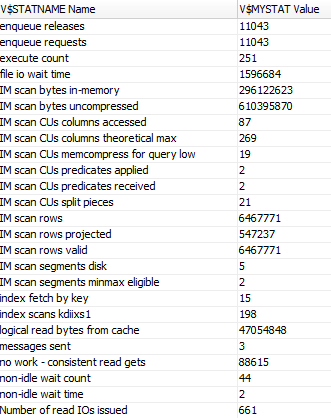 V$STATNAME Name V$MYSTAT Value
enqueue releases 11043
enqueue requests 11043
execute count 251
file io wait time 1596684
IM scan bytes in-memory 296122623
IM scan bytes uncompressed 610395870
IM scan CUs columns accessed 87
IM scan CUs columns theoretical max 269
IM scan CUs memcompress for query low 19
IM scan CUs predicates applied 2
IM scan CUs predicates received 2
IM scan CUs split pieces 21
IM scan rows 6467771
IM scan rows projected 547237
IM scan rows valid 6467771
IM scan segments disk 5
IM scan segments minmax eligible 2
index fetch by key 15
index scans kdiixs1 198
logical read bytes from cache 47054848
messages sent 3
no work - consistent read gets 88615
non-idle wait count 44
non-idle wait time 2
Number of read IOs issued 661